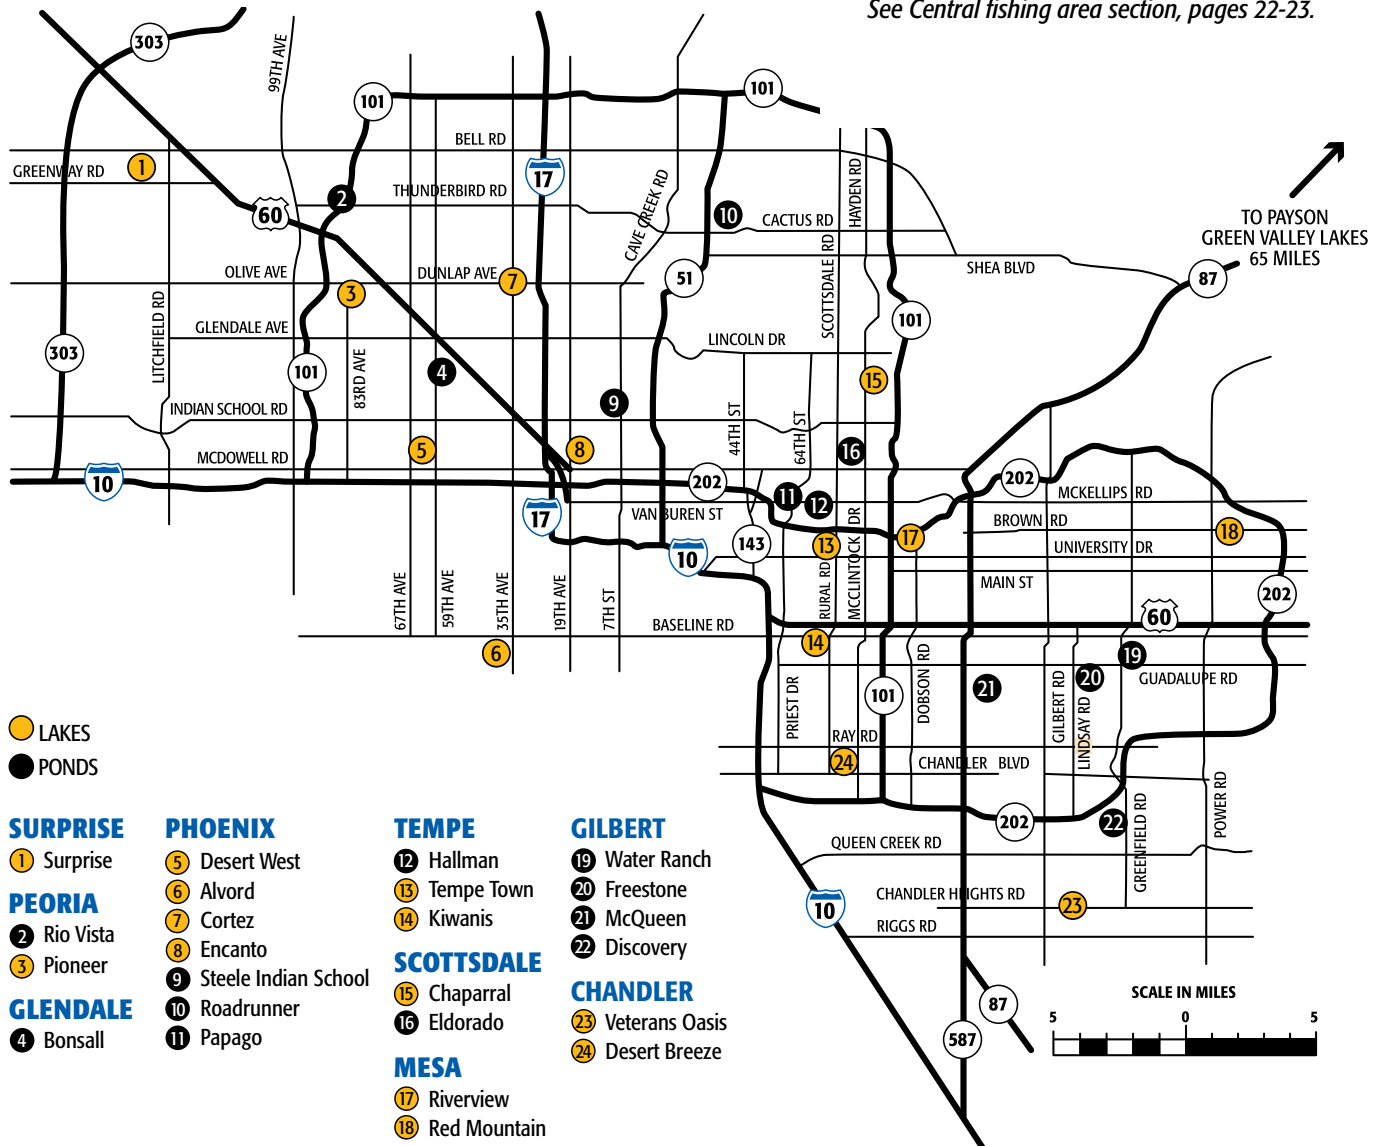 See Central fishing area section, pages 22-23.
303
99TH AVE
101
101
BELL RD
GREENWAY RD
1
17
THUNDERBIRD RD
2
60
CAVE CREEK RD
10
CACTUS RD
HAYDEN RD
SCOTTSDALE RD
TO PAYSON
GREEN VALLEY LAKES
65 MILES
OLIVE AVE
DUNLAP AVE
7
51
SHEA BLVD
87
3
LITCHFIELD RD
GLENDALE AVE
LINCOLN DR
101
303
101
83RD AVE
4
15
9
INDIAN SCHOOL RD
44TH ST
64TH ST
MCDOWELL RD
5
8
16
10
202
202
11
12
MCKELLIPS RD
17
VAN BUREN ST
BROWN RD
18
143
13
MCCLINTOCK DR
17
UNIVERSITY DR
10
MAIN ST
67TH AVE
59TH AVE
35TH AVE
19TH AVE
7TH ST
RURAL RD
202
60
BASELINE RD
6
14
19
DOBSON RD
21
20
GUADALUPE RD
PRIEST DR
101
GILBERT RD
LINDSAY RD
RAY RD
24
CHANDLER BLVD
POWER RD
202
22
GREENFIELD RD
QUEEN CREEK RD
10
CHANDLER HEIGHTS RD
23
RIGGS RD
87
587
SCALE IN MILES
5 0 5
LAKES
PONDS
SURPRISE
1 Surprise
PEORIA
2 Rio Vista
3 Pioneer
GLENDALE
4 Bonsall
PHOENIX
5 Desert West
6 Alvord
7 Cortez
8 Encanto
9 Steele Indian School
10 Roadrunner
11 Papago
TEMPE
12 Hallman
13 Tempe Town
14 Kiwanis
SCOTTSDALE
15 Chaparral
16 Eldorado
MESA
17 Riverview
18 Red Mountain
GILBERT
19 Water Ranch
20 Freestone
21 McQueen
22 Discovery
CHANDLER
23 Veterans Oasis
24 Desert Breeze